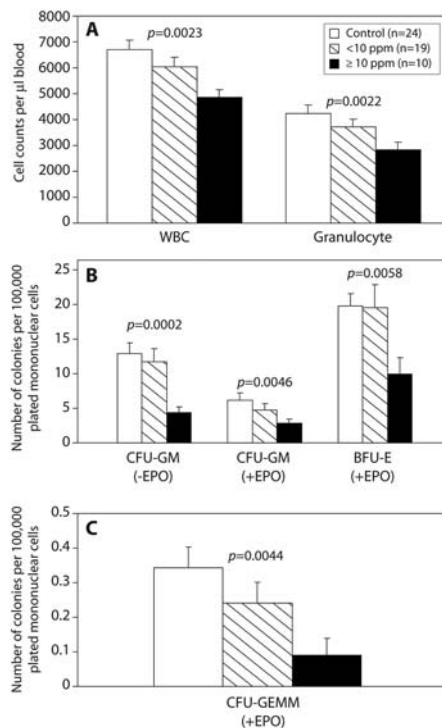 A
p=0.0023
Control (n=24)
<10 ppm (n=19)
≥ 10 ppm (n=10)
p=0.0022
Cell counts per µl blood
8000
7000
6000
5000
4000
3000
2000
1000
0
WBC
Granulocyte
B
p=0.0002
p=0.0046
p=0.0058
Number of colonies per 100,000
plated mononuclear cells
20
15
10
5
0
CFU-GM
(-EPO)
CFU-GM
(+EPO)
BFU-E
(+EPO)
C
p=0.0044
Number of colonies per 100,000
plated mononuclear cells
0.5
0.4
0.3
0.2
0.1
0
CFU-GEMM
(+EPO)